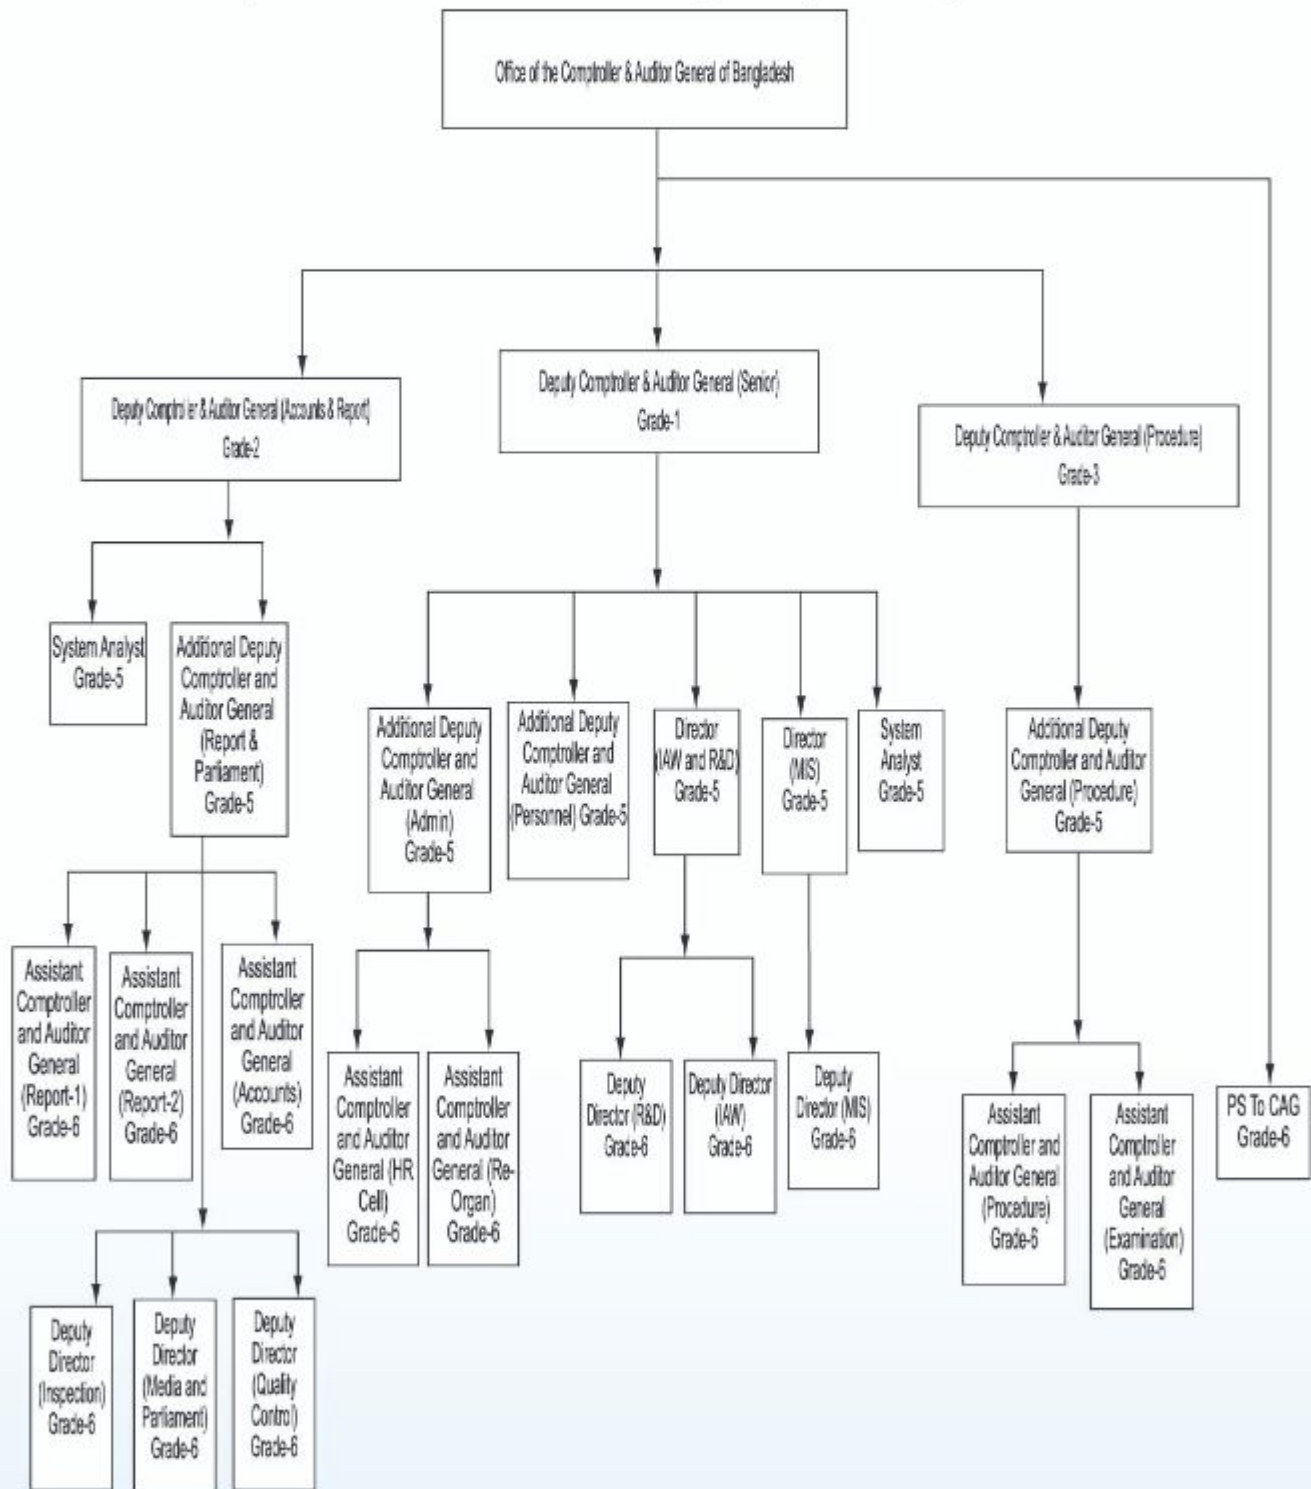 Office of the Comptroller & Auditor General of Bangladesh
Deputy Comptroller & Auditor General (Accounts & Report)
Grade-2
Deputy Comptroller & Auditor General (Senior)
Grade-1
Deputy Comptroller & Auditor General (Procedure)
Grade-3
System Analyst
Grade-5
Additional Deputy
Comptroller and
Auditor General
(Report &
Parliament)
Grade-5
Additional Deputy
Comptroller and
Auditor General
(Admin)
Grade-5
Additional Deputy
Comptroller and
Auditor General
(Personnel) Grade-5
Director
(IAW and R&D)
Grade-5
Director
(MIS)
Grade-5
System
Analyst
Grade-5
Additional Deputy
Comptroller and Auditor
General (Procedure)
Grade-5
Assistant
Comptroller
and Auditor
General
(Report-1)
Grade-6
Assistant
Comptroller
and Auditor
General
(Report-2)
Grade-6
Assistant
Comptroller
and Auditor
General
(Accounts)
Grade-6
Assistant
Comptroller
and Auditor
General (HR
Cell)
Grade-6
Assistant
Comptroller
and Auditor
General (Re-
Organ)
Grade-6
Deputy
Director (R&D)
Grade-6
Deputy Director
(IAW)
Grade-6
Deputy
Director (MIS)
Grade-6
Assistant
Comptroller and
Auditor General
(Procedure)
Grade-6
Assistant
Comptroller
and Auditor
General
(Examination)
Grade-6
PS To CAG
Grade-6
Deputy
Director
(Inspection)
Grade-6
Deputy
Director
(Media and
Parliament)
Grade-6
Deputy
Director
(Quality
Control)
Grade-6